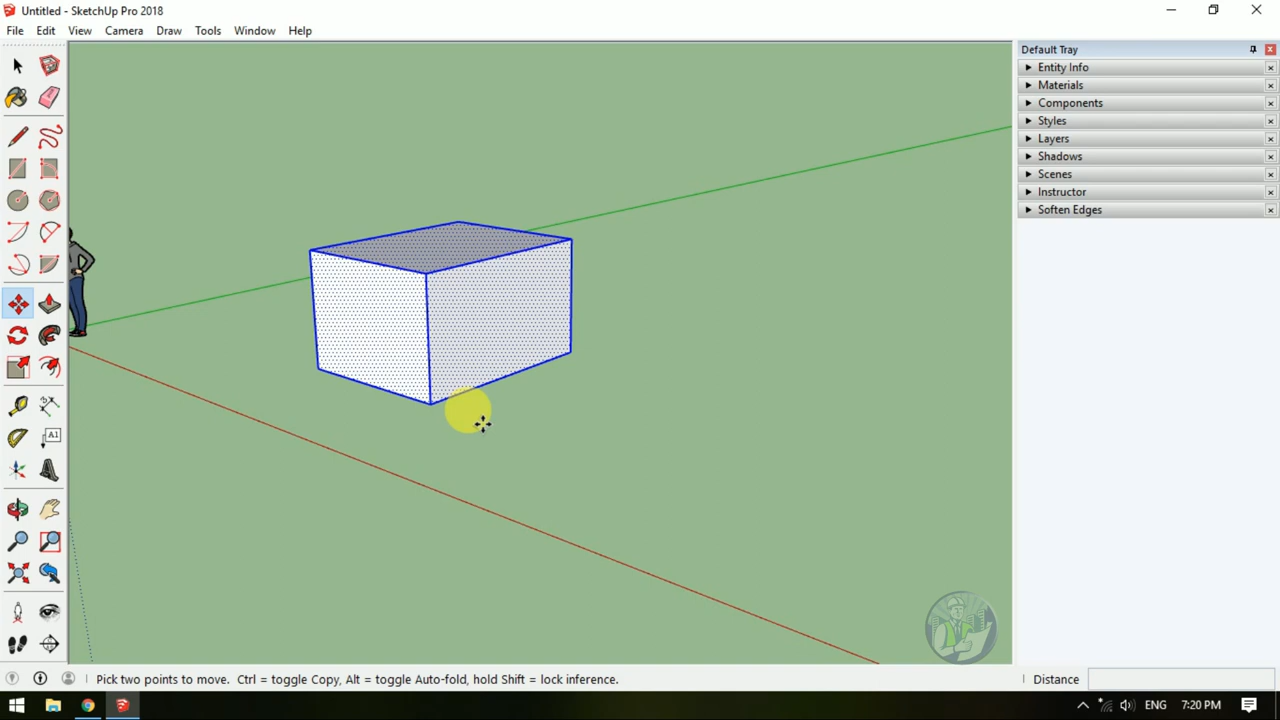 Untitled - SketchUp Pro 2018
File Edit View Camera Draw Tools Window Help
Default Tray
Entity Info
Materials
Components
Styles
Layers
Shadows
Scenes
Instructor
Soften Edges
A1
Pick two points to move. Ctrl = toggle Copy, Alt = toggle Auto-fold, hold Shift = lock inference.
Distance
ENG 7:20 PM